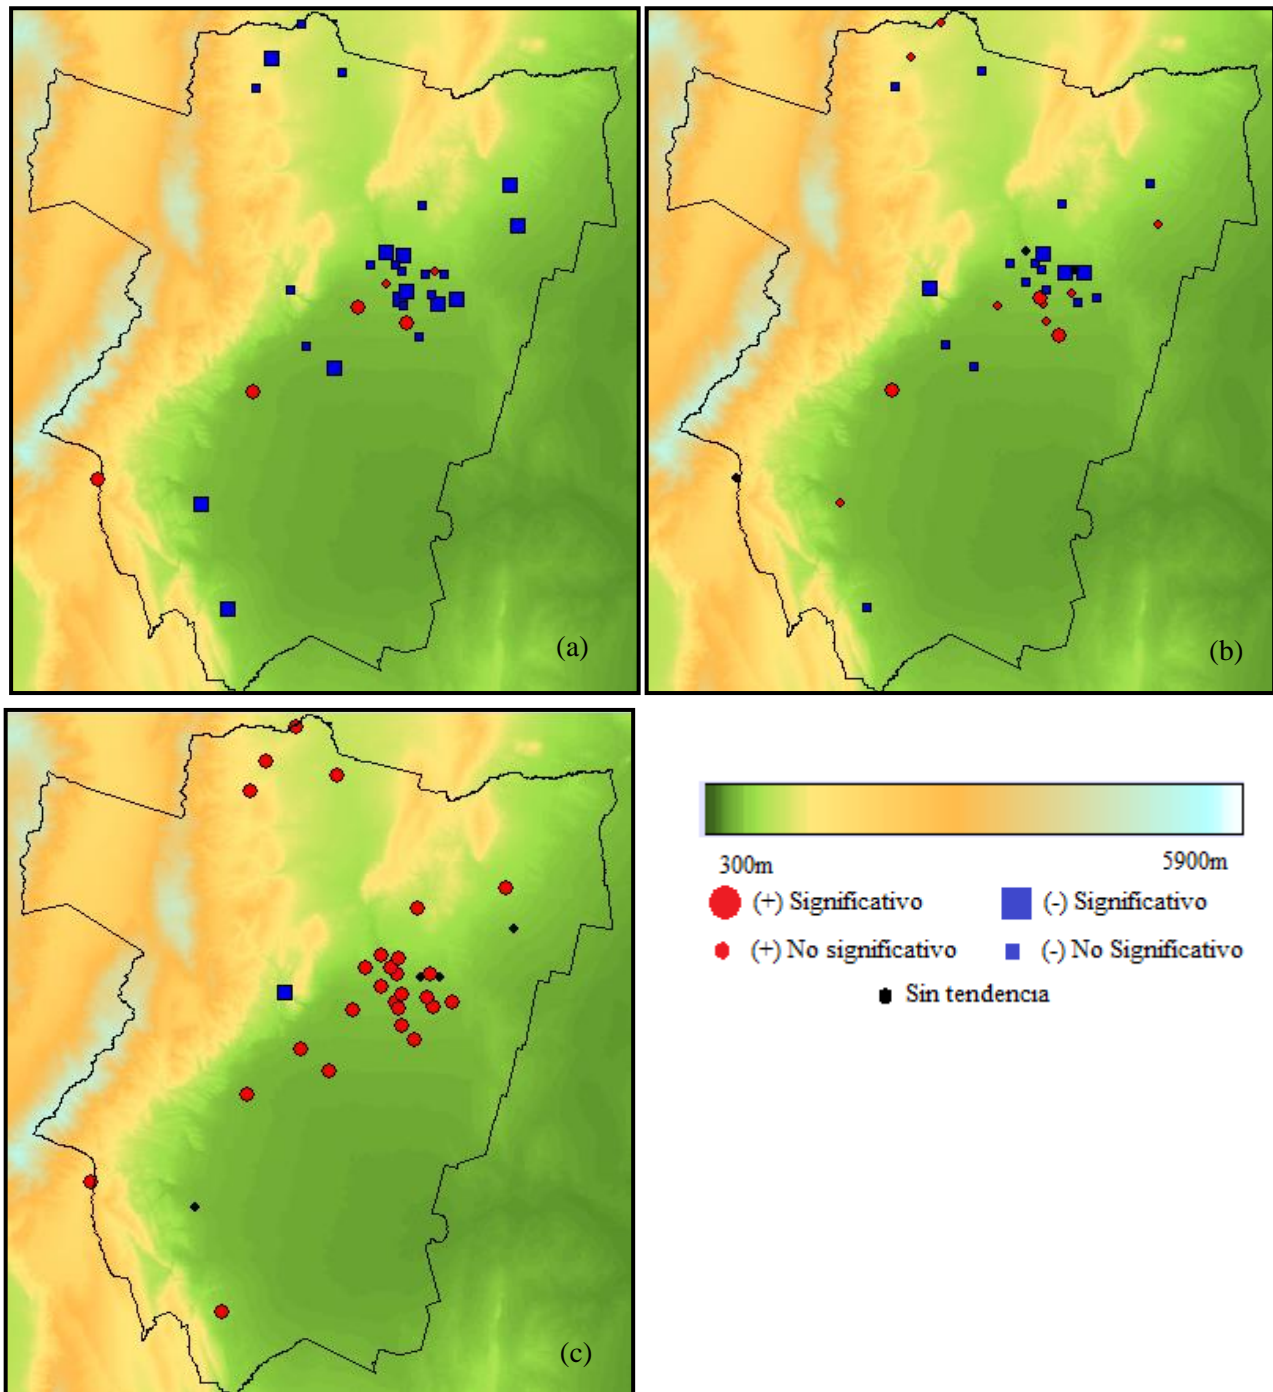 (a)
(b)
(c)
300m 5900m
(+) Significativo (-) Significativo
(+) No significativo (-) No Significativo
Sin tendencia